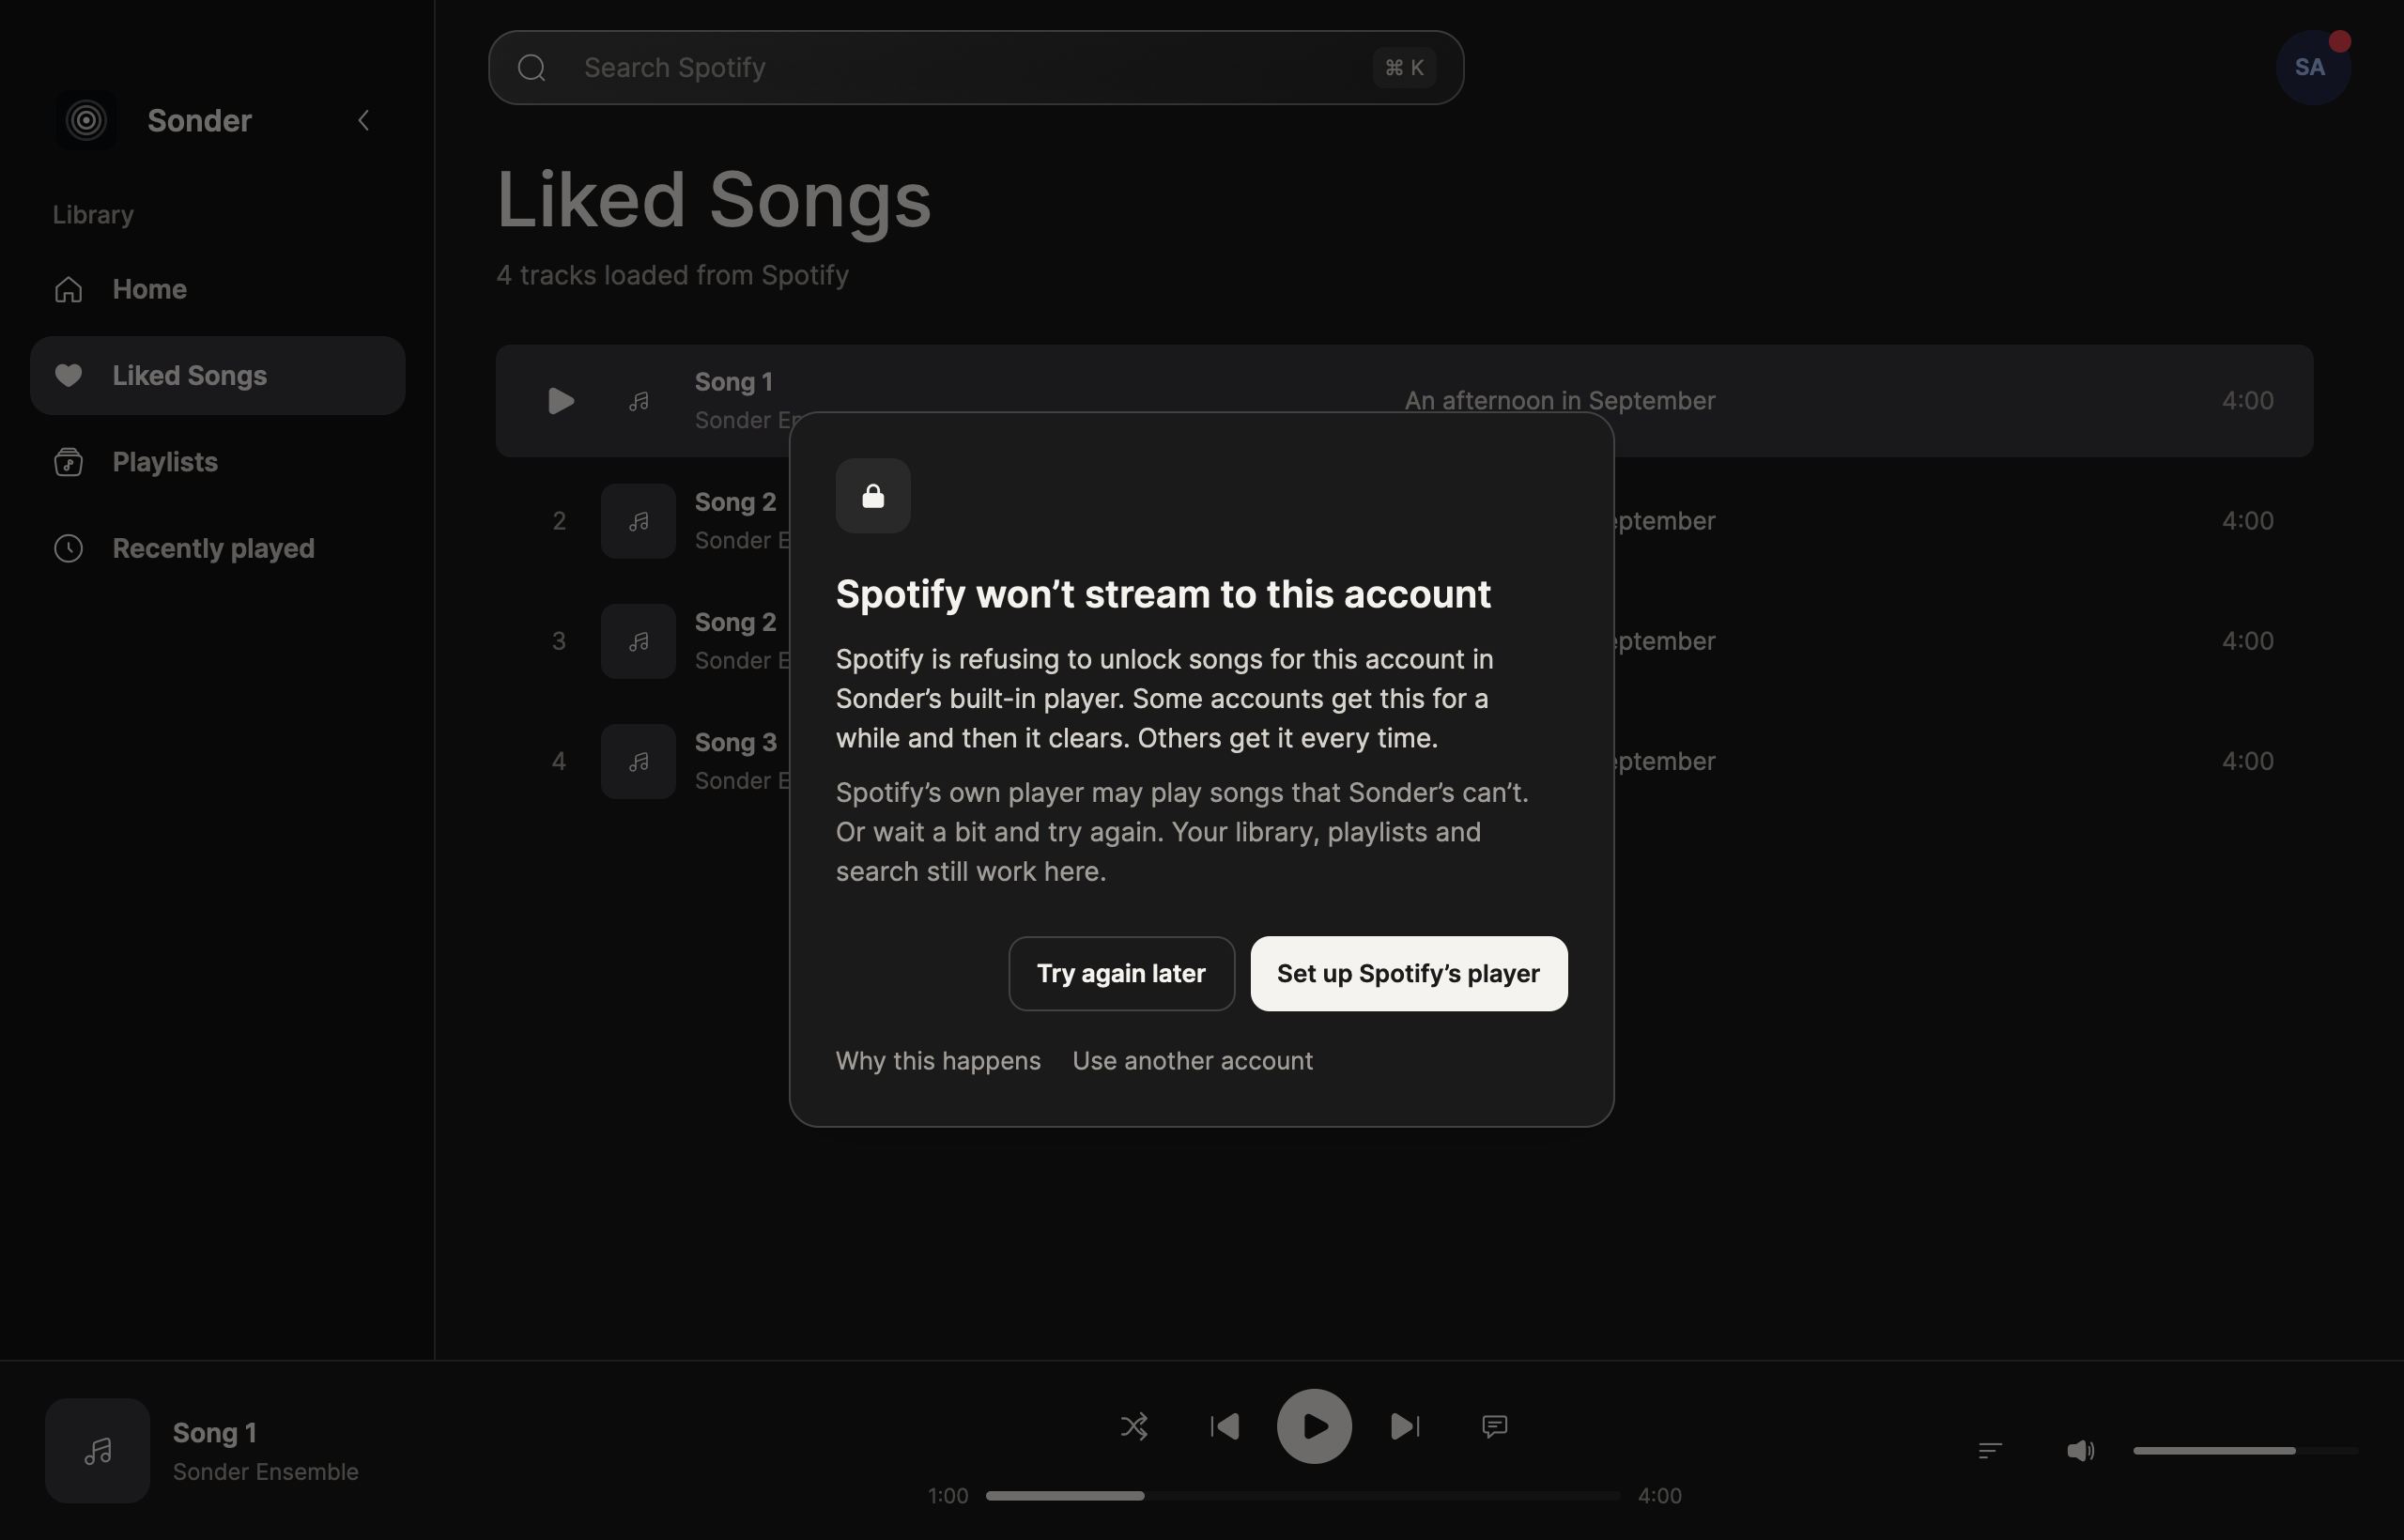 Search Spotify
⌘ K
SA
Sonder
Library
Home
Liked Songs
Playlists
Recently played
Liked Songs
4 tracks loaded from Spotify
Song 1
Sonder
An afternoon in September
4:00
2
Song 2
Sonder
4:00
3
Song 2
Sonder
4:00
4
Song 3
Sonder
4:00
Spotify won’t stream to this account
Spotify is refusing to unlock songs for this account in
Sonder’s built-in player. Some accounts get this for a
while and then it clears. Others get it every time.
Spotify’s own player may play songs that Sonder’s can’t.
Or wait a bit and try again. Your library, playlists and
search still work here.
Try again later
Set up Spotify’s player
Why this happens
Use another account
Song 1
Sonder Ensemble
1:00
4:00